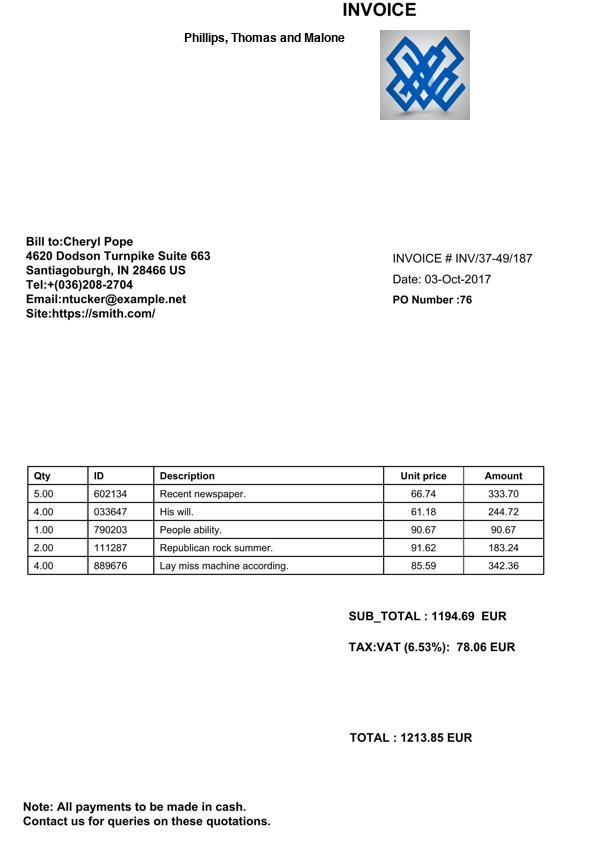 INVOICE
Phillips, Thomas and Malone
Bill to:Cheryl Pope
4620 Dodson Turnpike Suite 663
Santiagoburgh, IN 28466 US
Tel:+(036)208-2704
Email:ntucker@example.net
Site:https://smith.com/
INVOICE # INV/37-49/187
Date: 03-Oct-2017
PO Number :76
Qty ID Description Unit price Amount
5.00 602134 Recent newspaper. 66.74 333.70
4.00 033647 His will. 61.18 244.72
1.00 790203 People ability. 90.67 90.67
2.00 111287 Republican rock summer. 91.62 183.24
4.00 889676 Lay miss machine according. 85.59 342.36
SUB_TOTAL : 1194.69 EUR
TAX:VAT (6.53%): 78.06 EUR
TOTAL : 1213.85 EUR
Note: All payments to be made in cash.
Contact us for queries on these quotations.